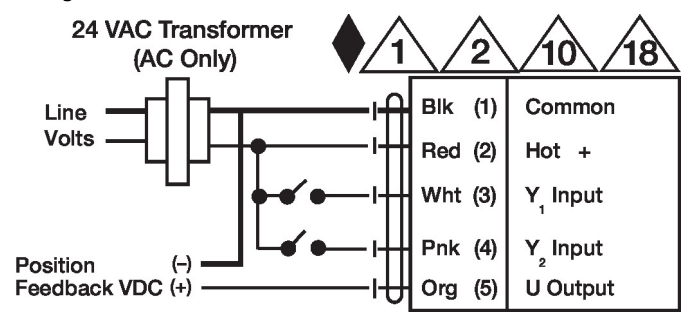 24 VAC Transformer
(AC Only)
1 2 10 18
Line
Volts
Blk (1) Common
Red (2) Hot +
Wht (3) Y1 Input
Pnk (4) Y2 Input
Position (–)
Feedback VDC (+)
Org (5) U Output